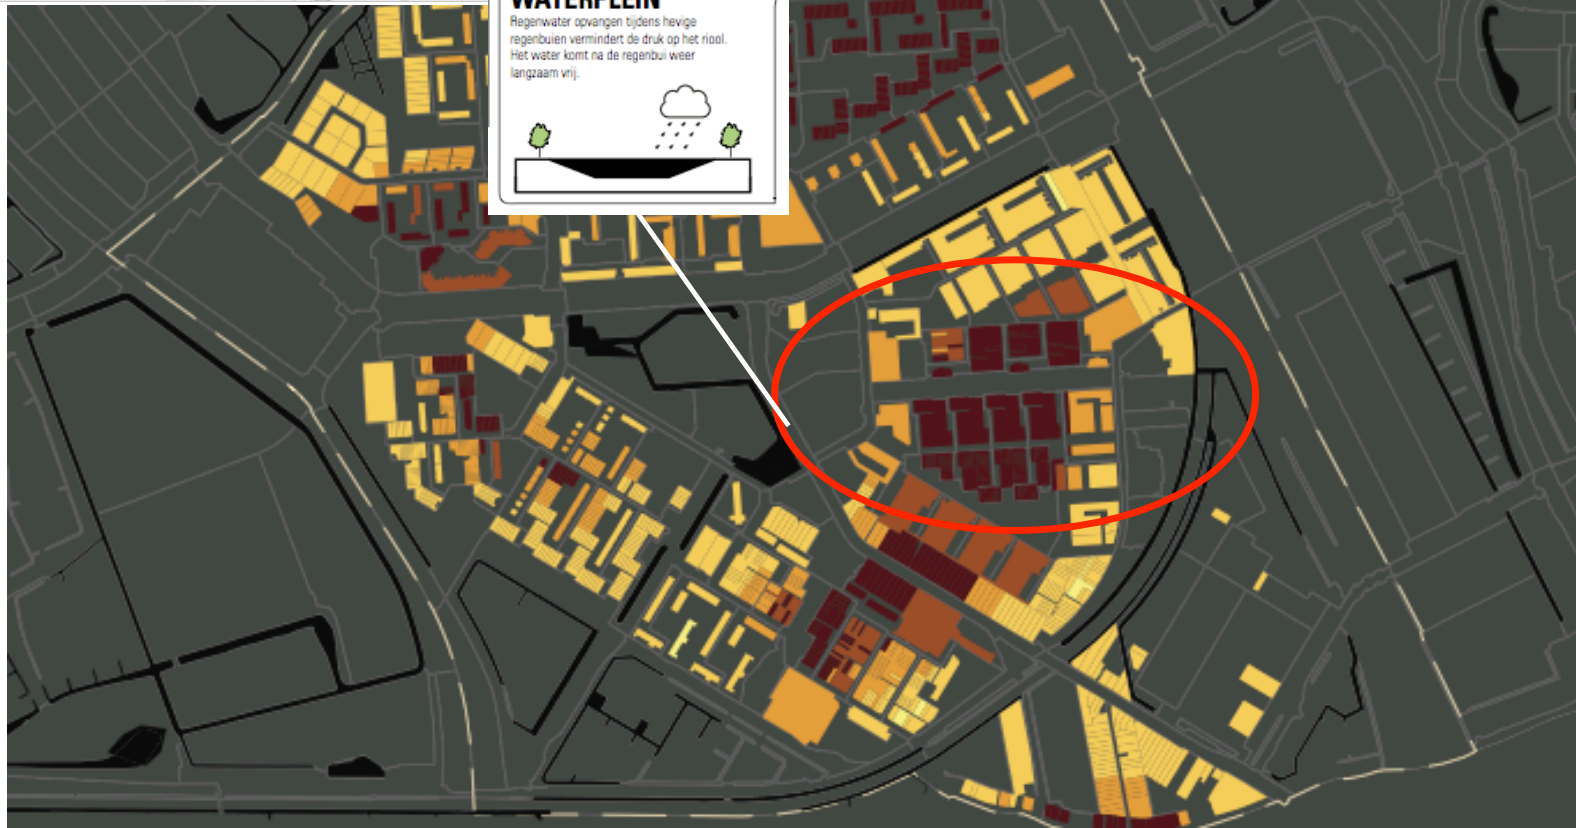 WATERPLEIN
Regenwater opvangen tijdens hevige
regenbuien vermindert de druk op het riool.
Het water komt na de regenbui weer
langzaam vrij.